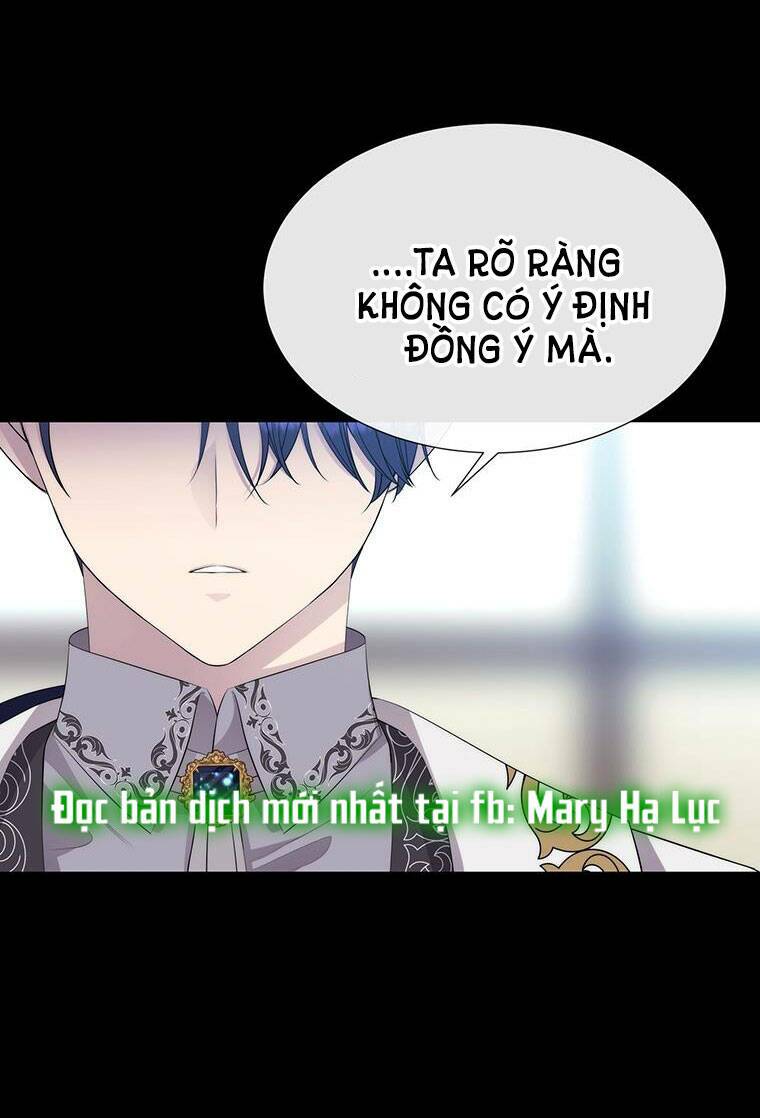 ....TA RÕ RÀNG
KHÔNG CÓ Ý ĐỊNH
ĐỒNG Ý MÀ.
Đọc bản dịch mới nhất tại fb: Mary Hạ Lục